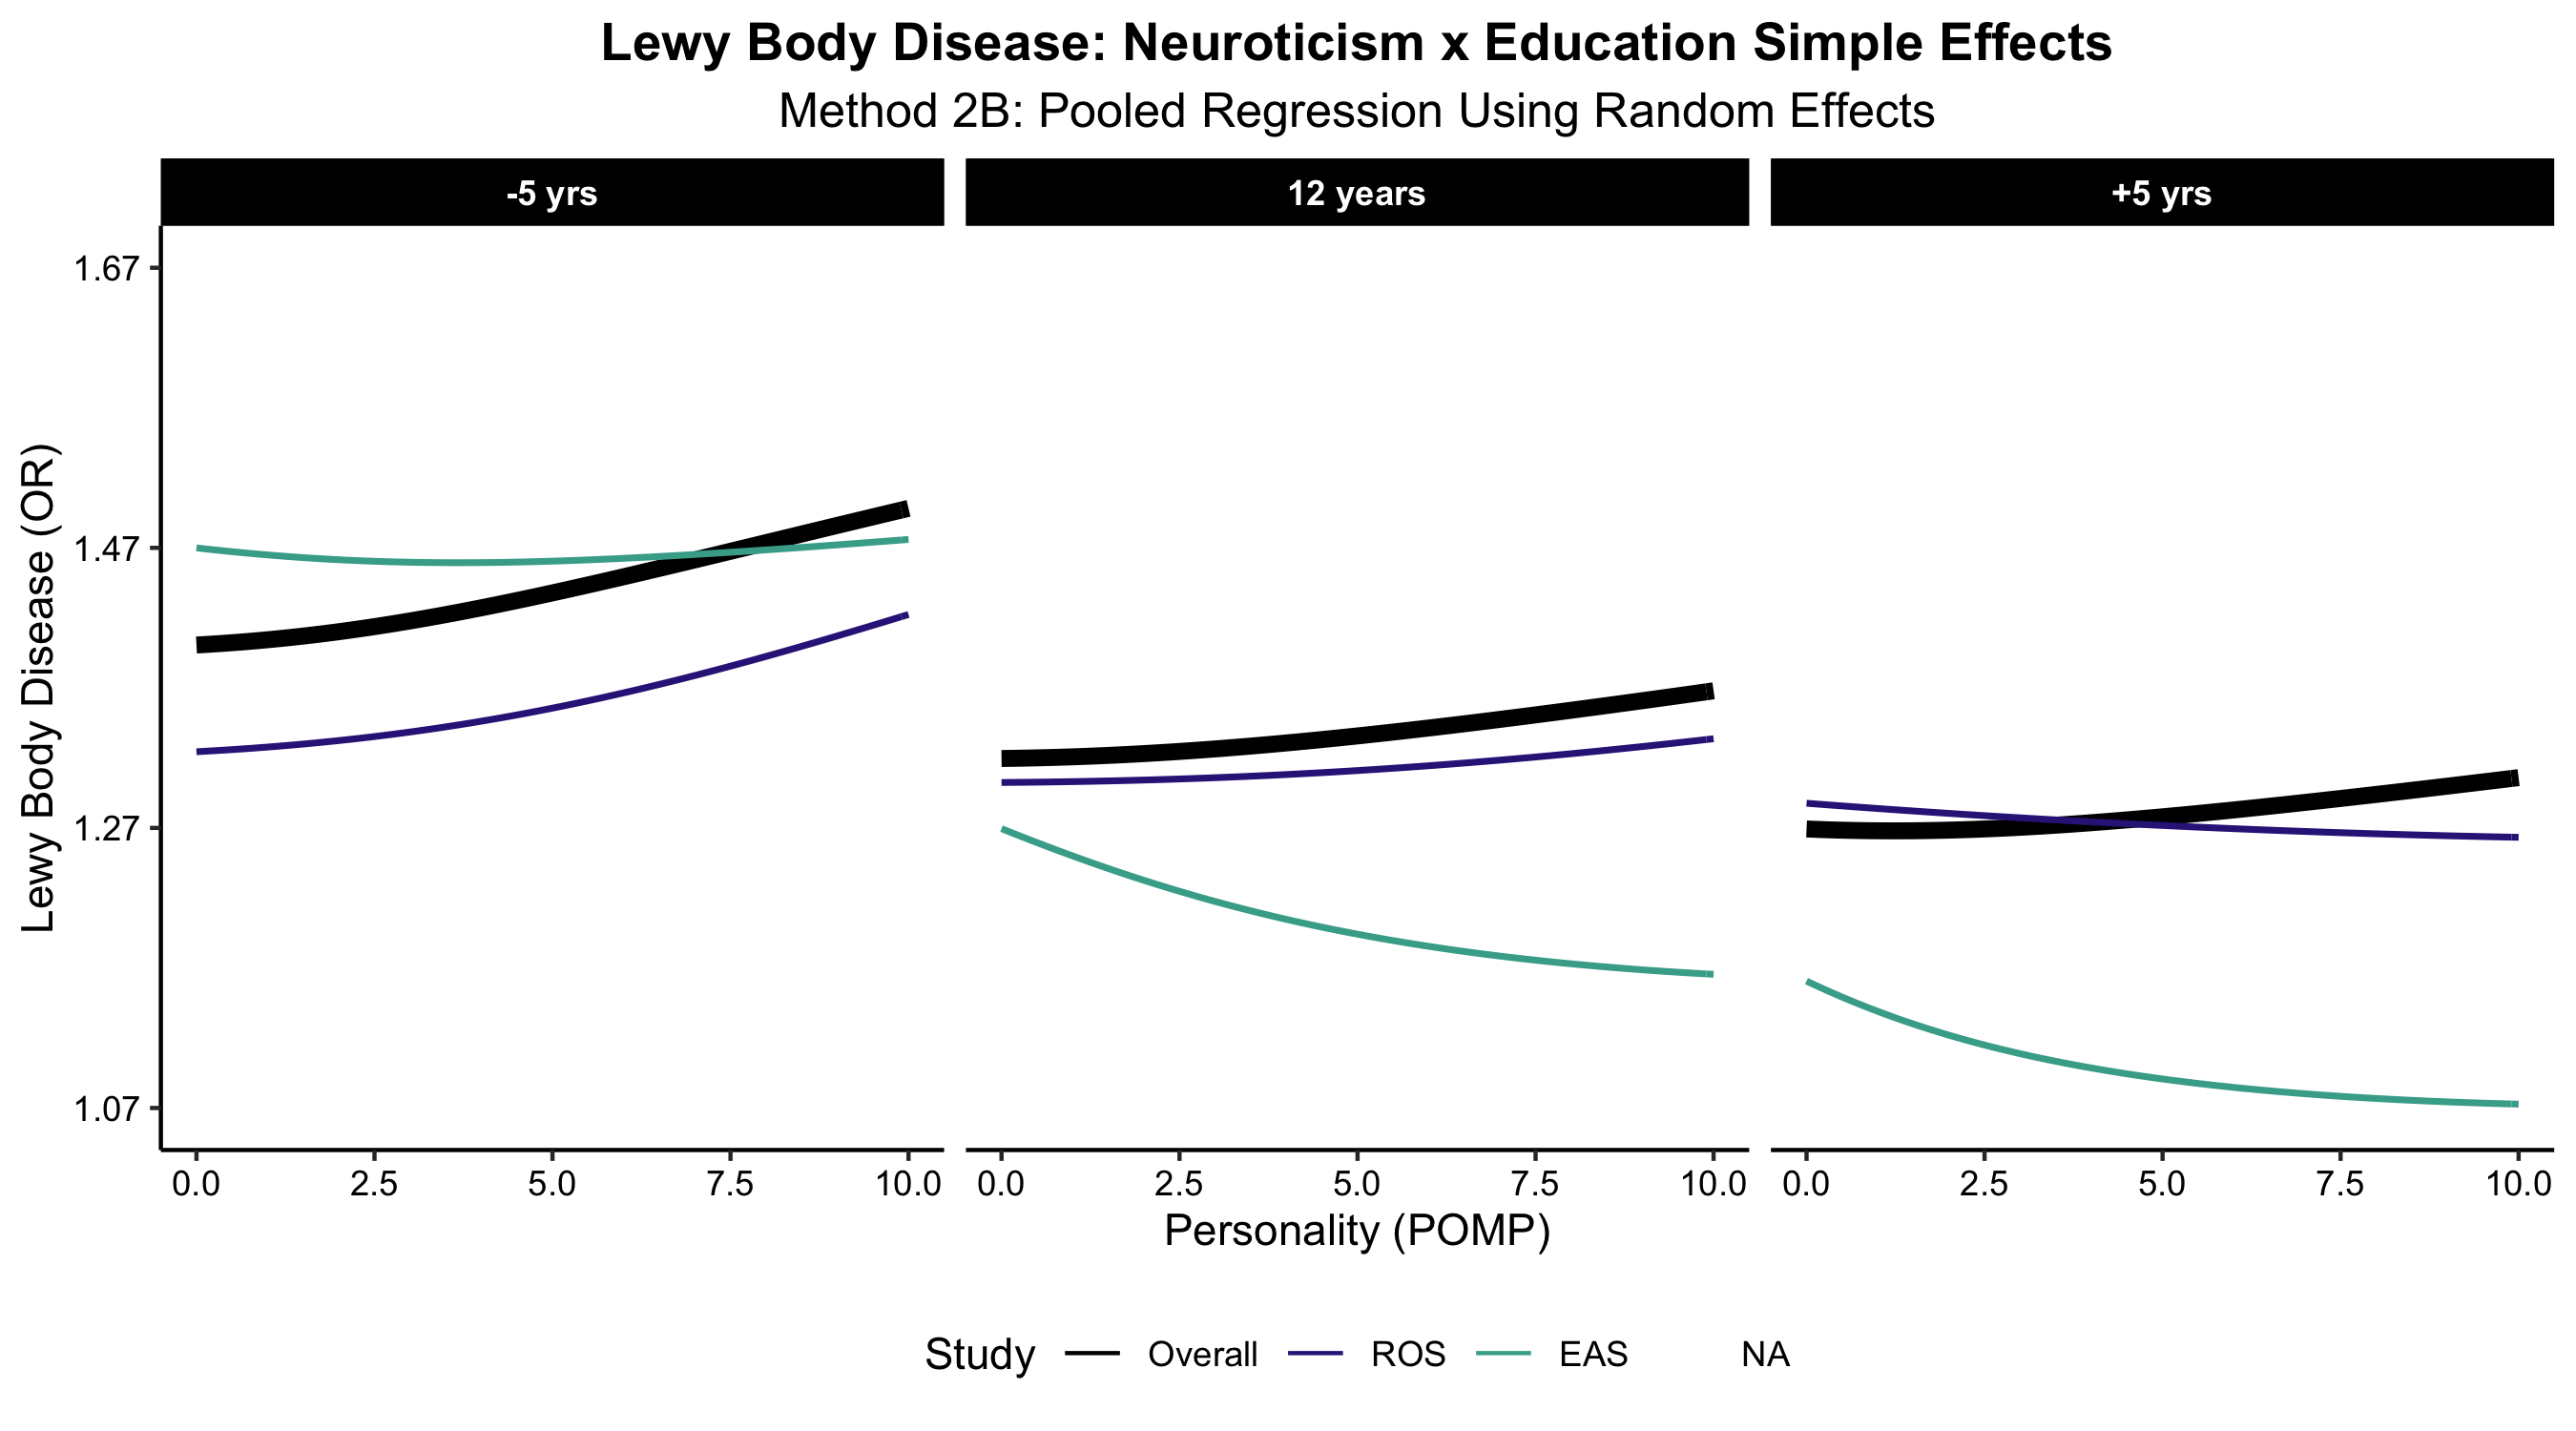 Lewy Body Disease: Neuroticism x Education Simple Effects
Method 2B: Pooled Regression Using Random Effects
-5 yrs
12 years
+5 yrs
Lewy Body Disease (OR)
1.67
1.47
1.27
1.07
0.0 2.5 5.0 7.5 10.0
0.0 2.5 5.0 7.5 10.0
0.0 2.5 5.0 7.5 10.0
Personality (POMP)
Study Overall ROS EAS NA